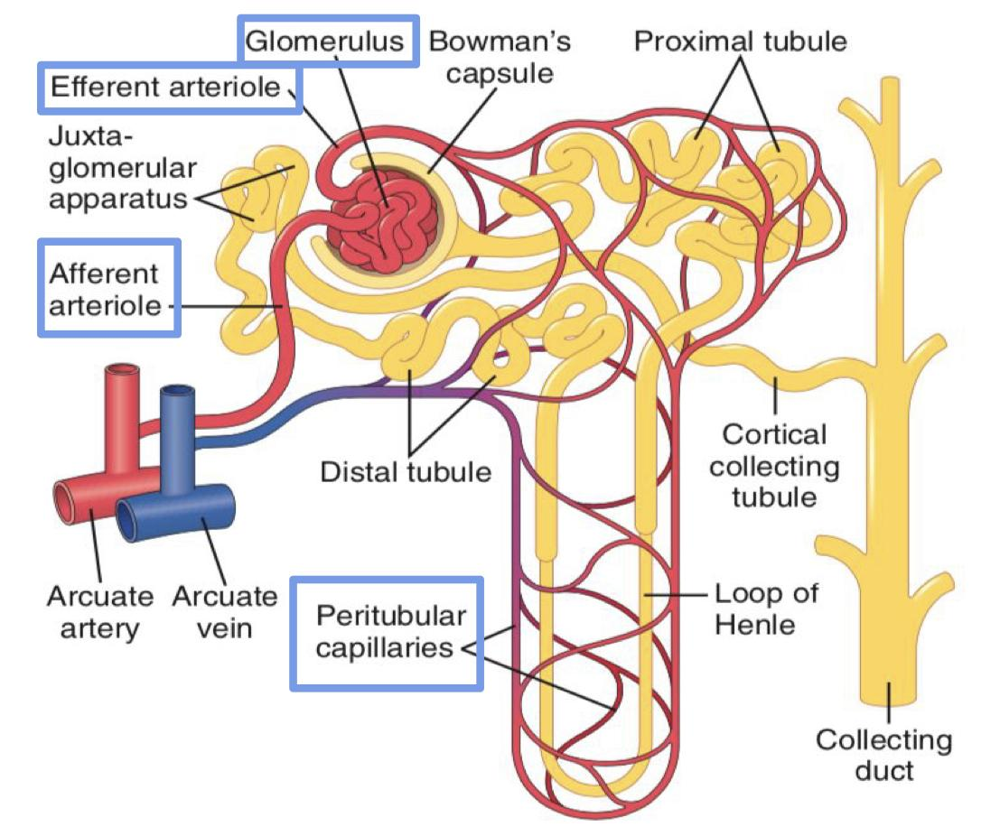 Glomerulus
Bowman's
capsule
Proximal tubule
Efferent arteriole
Juxta-
glomerular
apparatus
Afferent
arteriole
Distal tubule
Cortical
collecting
tubule
Arcuate
artery
Arcuate
vein
Peritubular
capillaries
Loop of
Henle
Collecting
duct